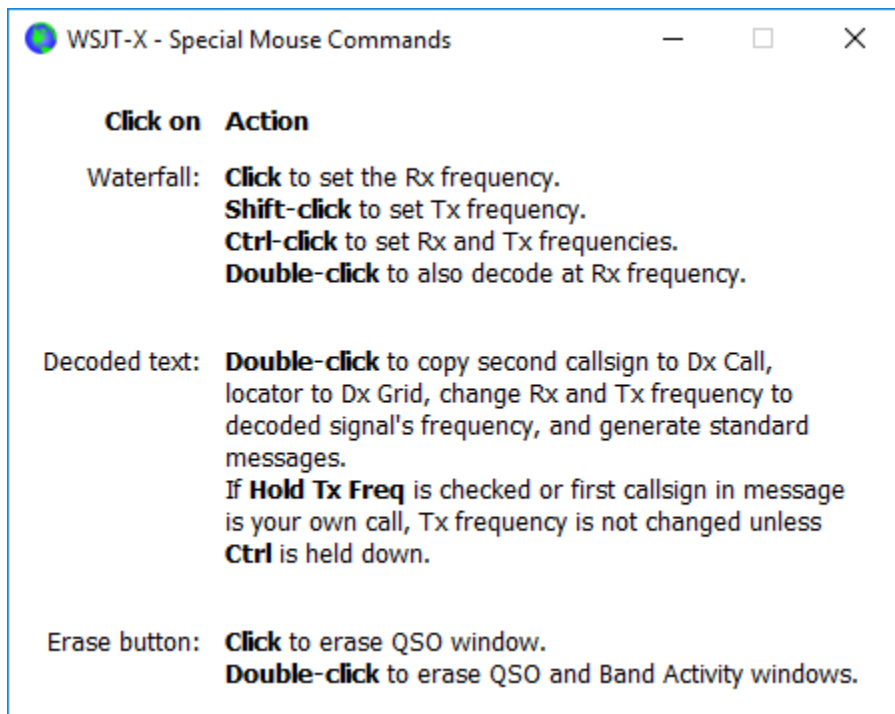 WSJT-X - Special Mouse Commands
Click on Action
Waterfall: Click to set the Rx frequency.
Shift-click to set Tx frequency.
Ctrl-click to set Rx and Tx frequencies.
Double-click to also decode at Rx frequency.
Decoded text: Double-click to copy second callsign to Dx Call,
locator to Dx Grid, change Rx and Tx frequency to
decoded signal's frequency, and generate standard
messages.
If Hold Tx Freq is checked or first callsign in message
is your own call, Tx frequency is not changed unless
Ctrl is held down.
Erase button: Click to erase QSO window.
Double-click to erase QSO and Band Activity windows.